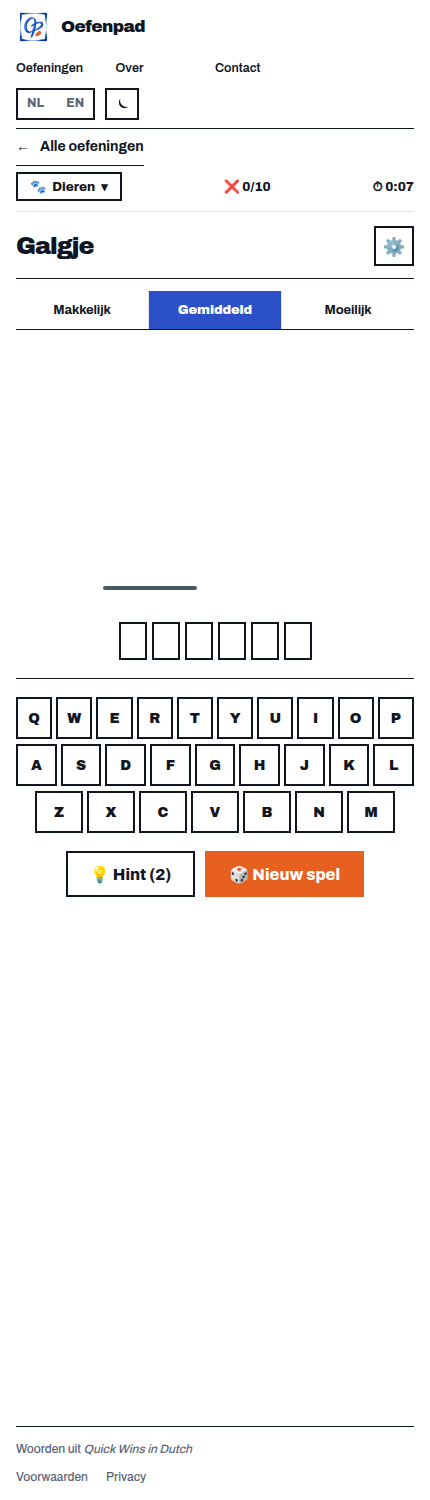 Oefenpad
Oefeningen Over Contact
NL EN
← Alle oefeningen
🐾 Dieren ▼ ❌ 0/10 ⏱ 0:07
Galgje
Makkelijk Gemiddeld Moeilijk
Q W E R T Y U I O P
A S D F G H J K L
Z X C V B N M
💡 Hint (2) 🎲 Nieuw spel
Woorden uit Quick Wins in Dutch
Voorwaarden Privacy